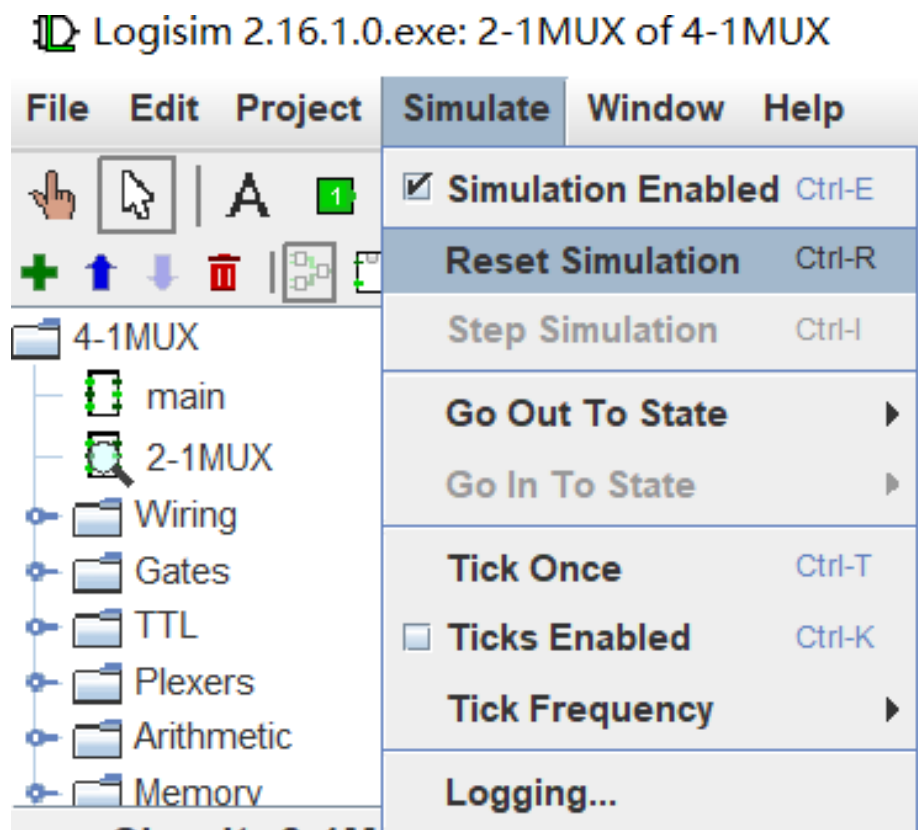 Logisim 2.16.1.0.exe: 2-1MUX of 4-1MUX
File Edit Project Simulate Window Help
A 1
Simulation Enabled Ctrl-E
Reset Simulation Ctrl-R
Step Simulation Ctrl-I
Go Out To State
Go In To State
Tick Once Ctrl-T
Ticks Enabled Ctrl-K
Tick Frequency
Logging...
4-1MUX
main
2-1MUX
Wiring
Gates
TTL
Plexers
Arithmetic
Memory